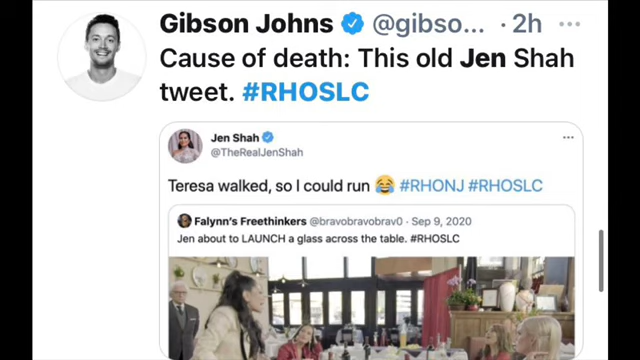 Gibson Johns @gibso... · 2h
Cause of death: This old Jen Shah
tweet. #RHOSLC
Jen Shah
@TheRealJenShah
Teresa walked, so I could run 😂 #RHONJ #RHOSLC
Falynn's Freethinkers @bravobravobrav0 · Sep 9, 2020
Jen about to LAUNCH a glass across the table. #RHOSLC